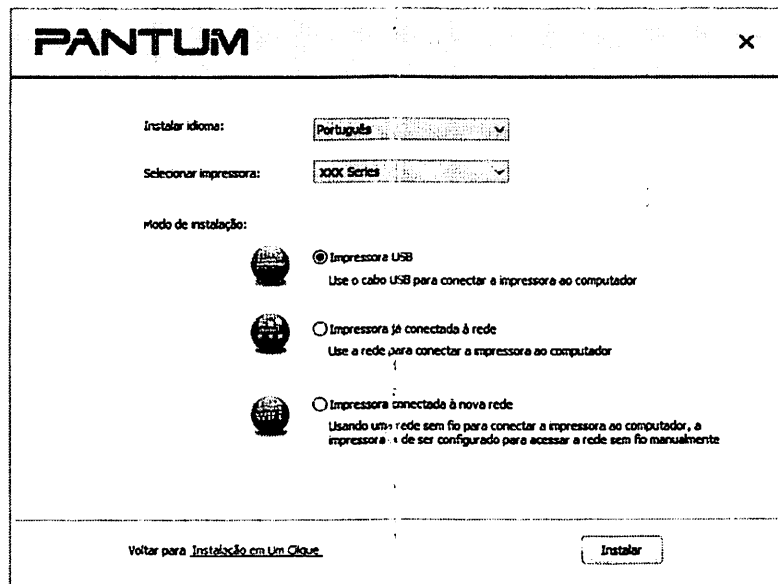 PANTUM
Instalar idioma:
Português
Selecionar impressora:
XXX Series
Modo de instalação:
Impressora USB
Use o cabo USB para conectar a impressora ao computador
Impressora já conectada à rede
Use a rede para conectar a impressora ao computador
Impressora conectada à nova rede
Usando uma rede sem fio para conectar a impressora ao computador, a
impressora de ser configurado para acessar a rede sem fio manualmente
Voltar para Instalação em Um Clique
Instalar